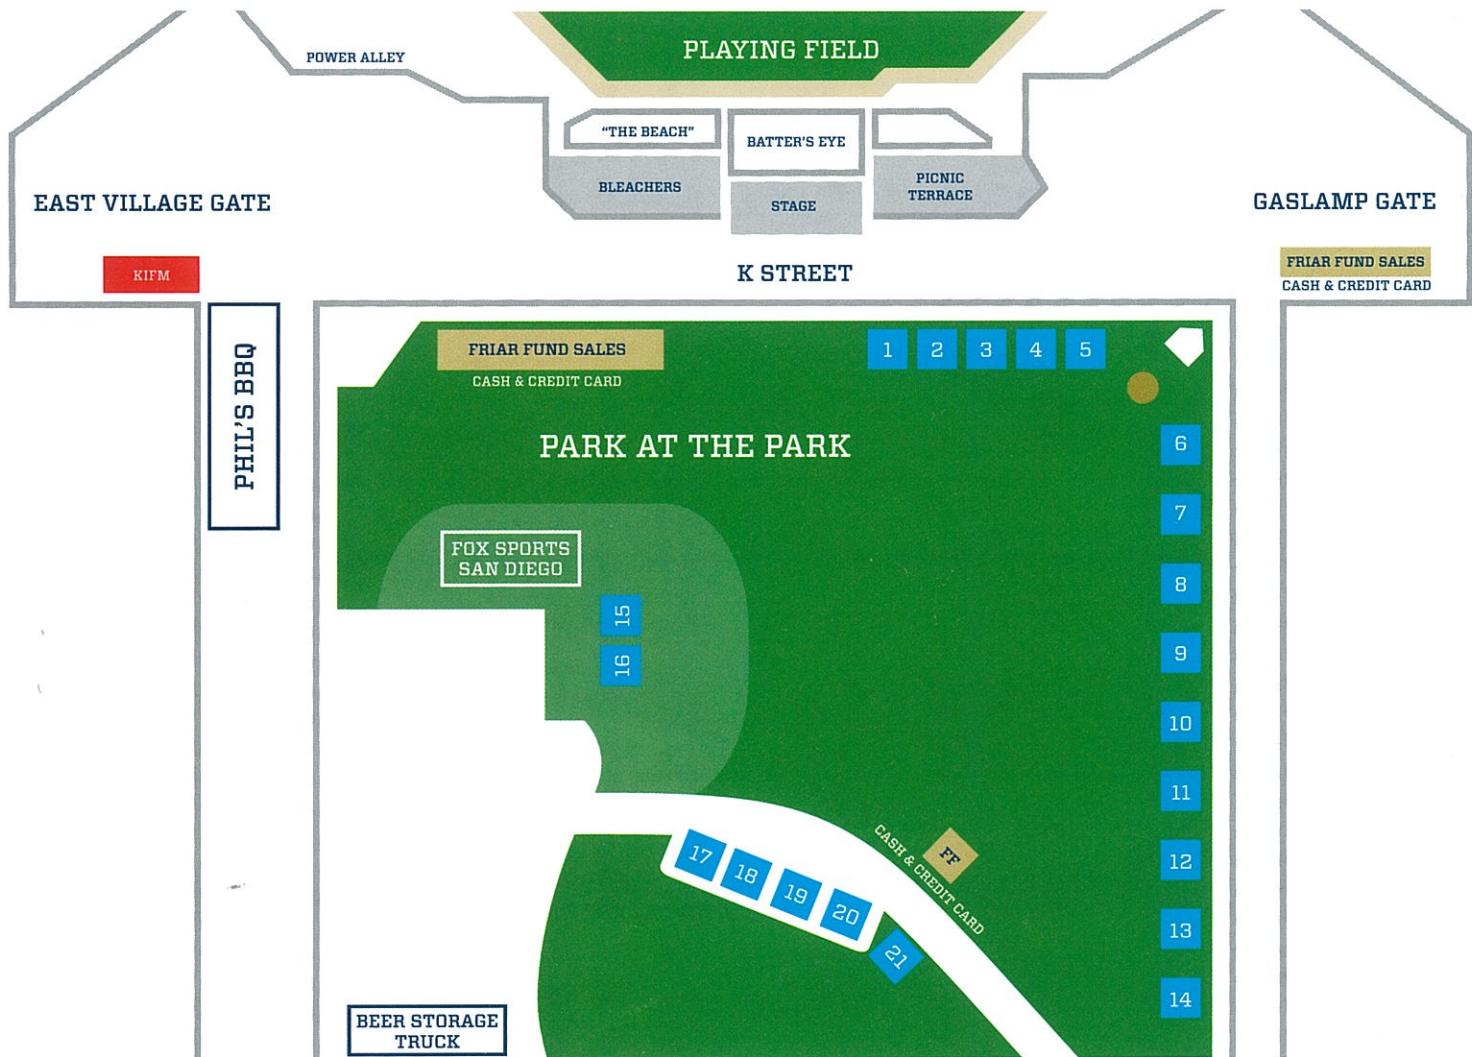 PLAYING FIELD
POWER ALLEY
"THE BEACH"
BATTER'S EYE
BLEACHERS
STAGE
PICNIC
TERRACE
EAST VILLAGE GATE
GASLAMP GATE
KIFM
K STREET
FRIAR FUND SALES
CASH & CREDIT CARD
PHIL'S BBQ
FRIAR FUND SALES
CASH & CREDIT CARD
1
2
3
4
5
PARK AT THE PARK
6
7
FOX SPORTS
SAN DIEGO
8
15
9
16
10
11
17
18
19
20
21
FF
CASH & CREDIT CARD
12
13
14
BEER STORAGE
TRUCK